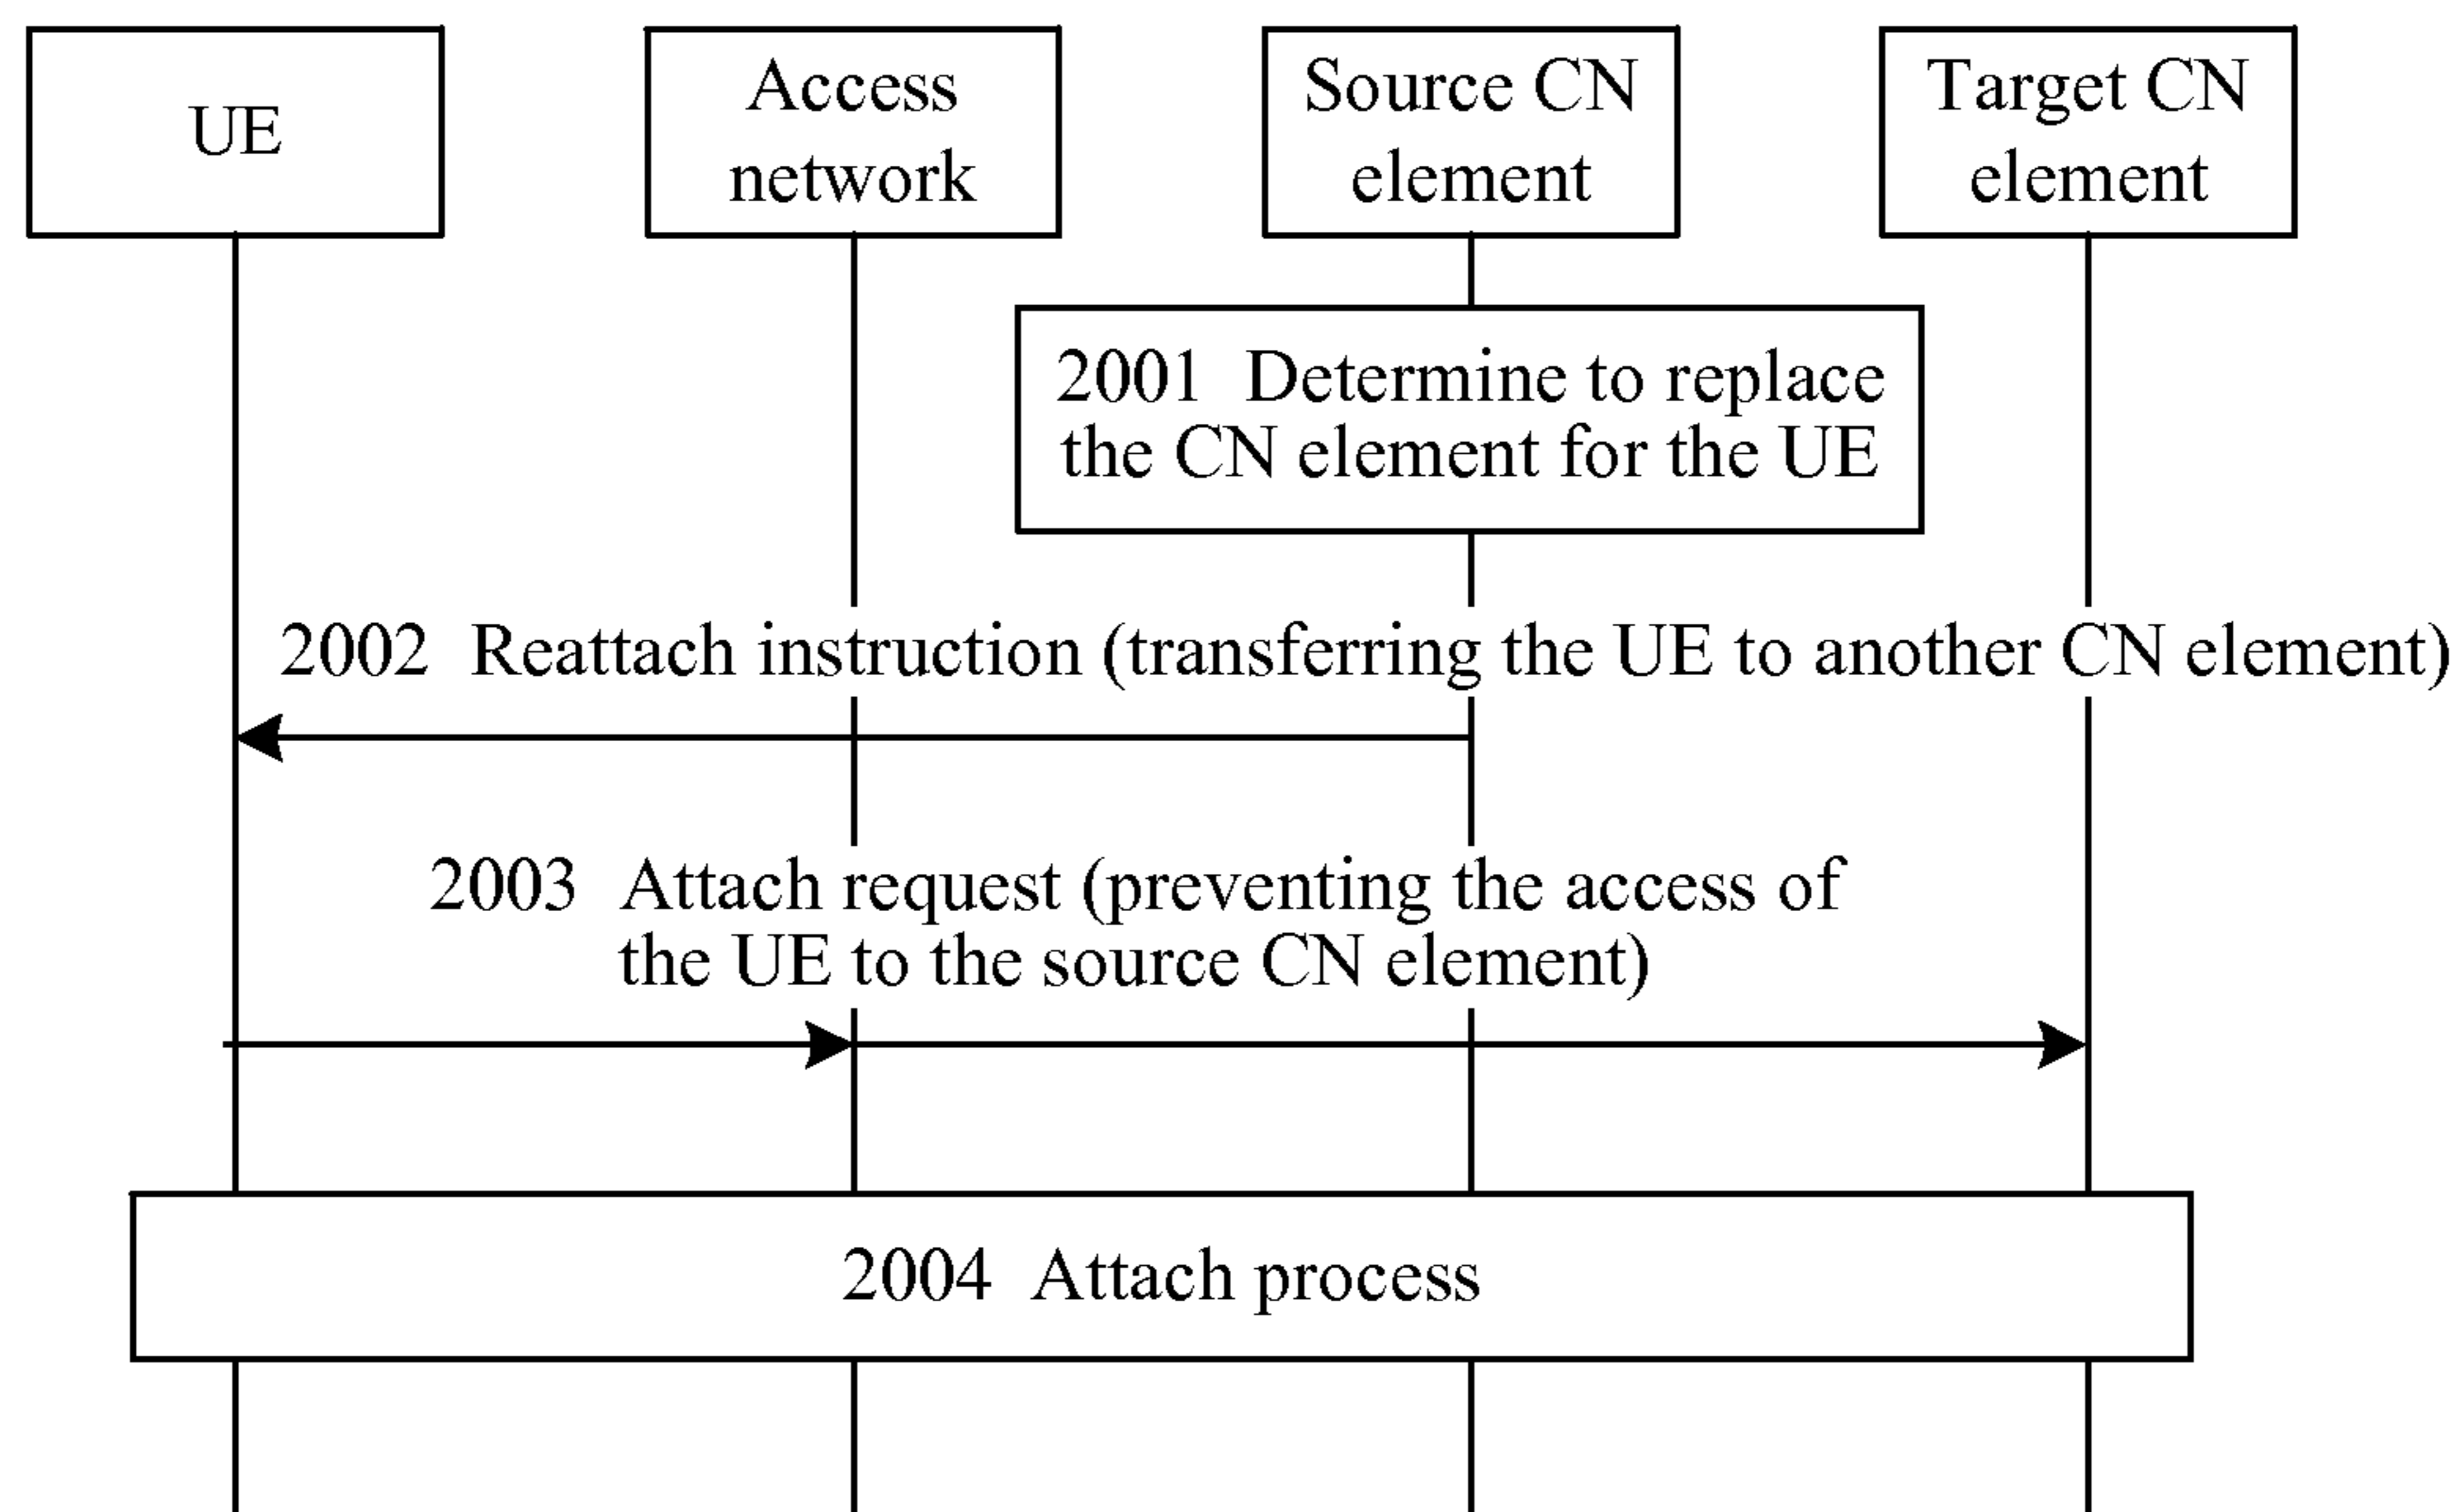 UE
Access
network
Source CN
element
Target CN
element
2001 Determine to replace
the CN element for the UE
2002 Reattach instruction (transferring the UE to another CN element)
2003 Attach request (preventing the access of
the UE to the source CN element)
2004 Attach process